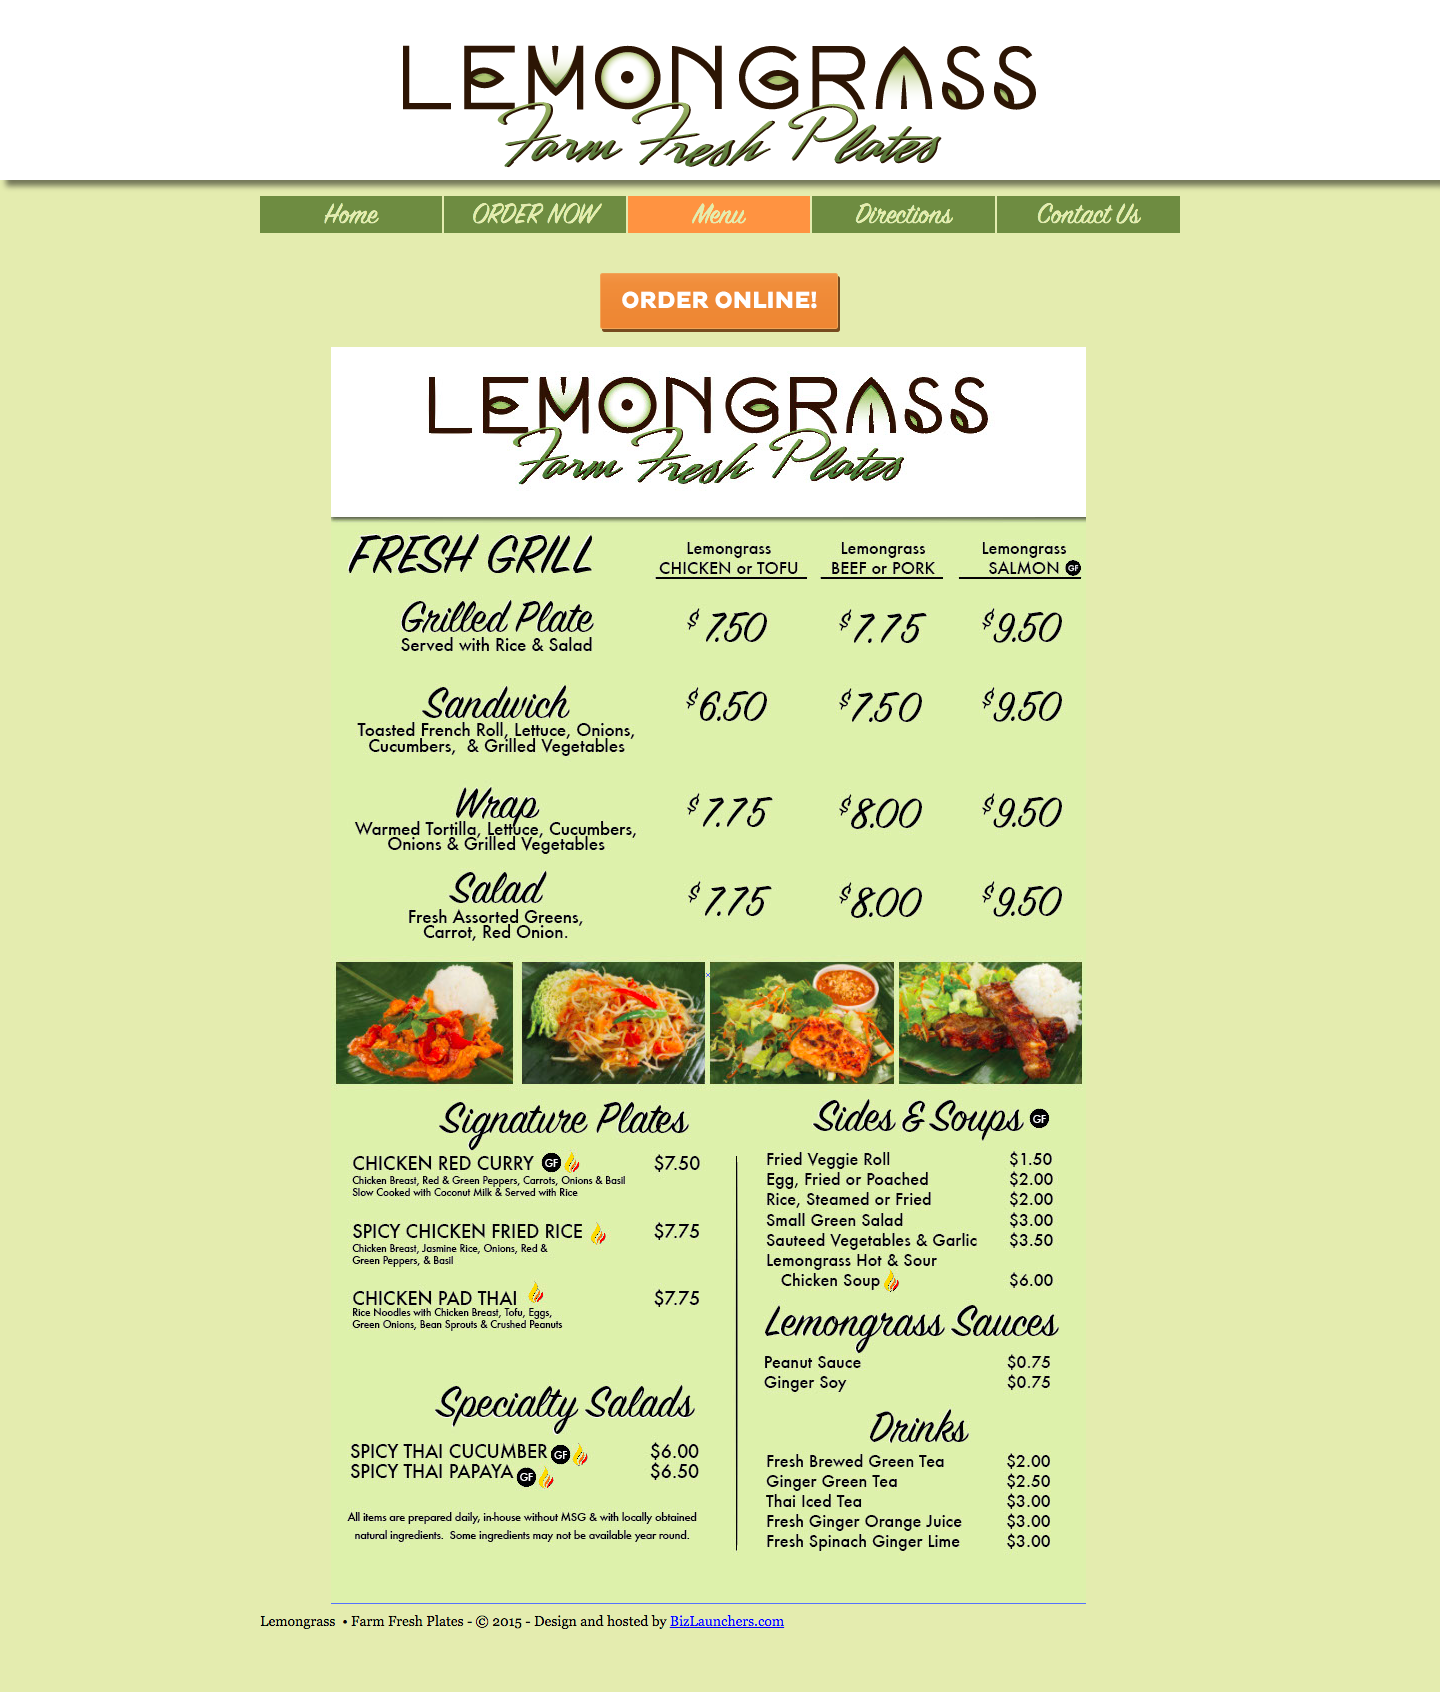 LEMONGRASS
Farm Fresh Plates
Home ORDER NOW Menu Directions Contact Us
ORDER ONLINE!
LEMONGRASS
Farm Fresh Plates
FRESH GRILL
Lemongrass Lemongrass Lemongrass
CHICKEN or TOFU BEEF or PORK SALMON GF
Grilled Plate $7.50 $7.75 $9.50
Served with Rice & Salad
Sandwich $6.50 $7.50 $9.50
Toasted French Roll, Lettuce, Onions,
Cucumbers, & Grilled Vegetables
Wrap $7.75 $8.00 $9.50
Warmed Tortilla, Lettuce, Cucumbers,
Onions & Grilled Vegetables
Salad $7.75 $8.00 $9.50
Fresh Assorted Greens,
Carrot, Red Onion.
Signature Plates
CHICKEN RED CURRY GF $7.50
Chicken Breast, Red & Green Peppers, Carrots, Onions & Basil
Slow Cooked with Coconut Milk & Served with Rice
SPICY CHICKEN FRIED RICE $7.75
Chicken Breast, Jasmine Rice, Onions, Red &
Green Peppers, & Basil
CHICKEN PAD THAI $7.75
Rice Noodles with Chicken Breast, Tofu, Eggs,
Green Onions, Bean Sprouts & Crushed Peanuts
Specialty Salads
SPICY THAI CUCUMBER GF $6.00
SPICY THAI PAPAYA GF $6.50
All items are prepared daily, in-house without MSG & with locally obtained
natural ingredients. Some ingredients may not be available year round.
Sides & Soups GF
Fried Veggie Roll $1.50
Egg, Fried or Poached $2.00
Rice, Steamed or Fried $2.00
Small Green Salad $3.00
Sauteed Vegetables & Garlic $3.50
Lemongrass Hot & Sour
Chicken Soup $6.00
Lemongrass Sauces
Peanut Sauce $0.75
Ginger Soy $0.75
Drinks
Fresh Brewed Green Tea $2.00
Ginger Green Tea $2.50
Thai Iced Tea $3.00
Fresh Ginger Orange Juice $3.00
Fresh Spinach Ginger Lime $3.00
Lemongrass • Farm Fresh Plates - © 2015 - Design and hosted by BizLaunchers.com